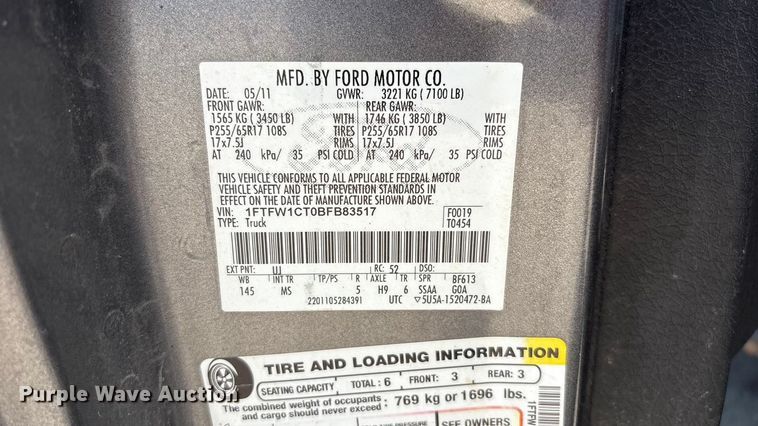 MFD. BY FORD MOTOR CO.
DATE: 05/11 GVWR: 3221 KG ( 7100 LB)
FRONT GAWR: REAR GAWR:
1565 KG ( 3450 LB) WITH 1746 KG ( 3850 LB) WITH
P255/65R17 108S TIRES P255/65R17 108S TIRES
17x7.5J RIMS 17x7.5J RIMS
AT 240 kPa/ 35 PSI COLD AT 240 kPa/ 35 PSI COLD
THIS VEHICLE CONFORMS TO ALL APPLICABLE FEDERAL MOTOR
VEHICLE SAFETY AND THEFT PREVENTION STANDARDS IN
EFFECT ON THE DATE OF MANUFACTURE SHOWN ABOVE.
VIN: 1FTFW1CT0BFB83517 F0019
TYPE: Truck T0454
EXT PNT: UJ RC: 52 DSO:
WB INT TR TP/PS R AXLE TR SPR BF613
145 MS 5 H9 6 SSAA GOA
2201105284391 UTC ▽5U5A-1520472-BA
TIRE AND LOADING INFORMATION
SEATING CAPACITY TOTAL: 6 FRONT: 3 REAR: 3
The combined weight of occupants and cargo should never exceed: 769 kg or 1696 lbs.
SEE OWNERS
1FTFW
Purple Wave Auction